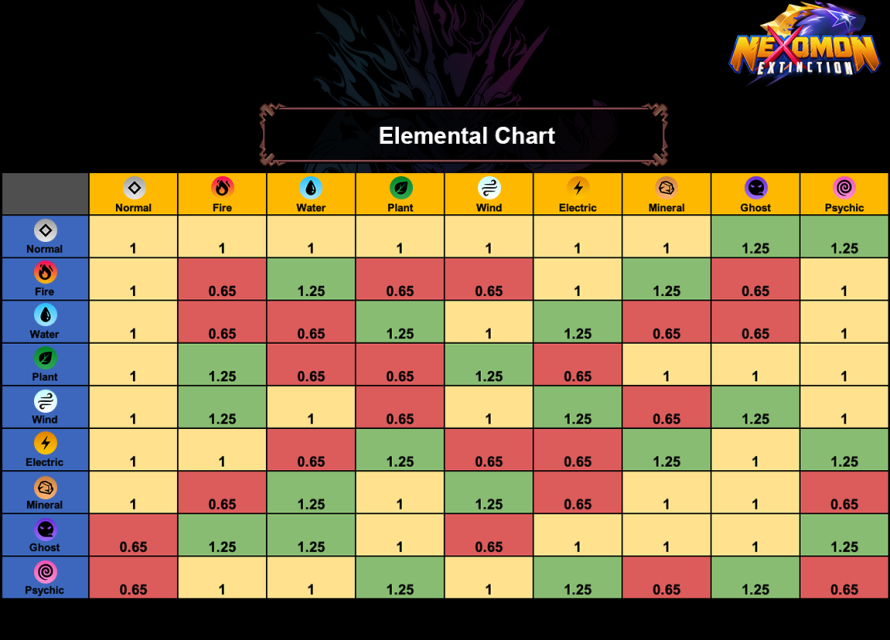 NEXOMON
EXTINCTION
Elemental Chart
Normal Fire Water Plant Wind Electric Mineral Ghost Psychic
Normal 1 1 1 1 1 1 1 1.25 1.25
Fire 1 0.65 1.25 0.65 0.65 1 1.25 0.65 1
Water 1 0.65 0.65 1.25 1 1.25 0.65 0.65 1
Plant 1 1.25 0.65 0.65 1.25 0.65 1 1 1
Wind 1 1.25 1 0.65 1 1.25 0.65 1.25 1
Electric 1 1 0.65 1.25 0.65 0.65 1.25 1 1.25
Mineral 1 0.65 1.25 1 1.25 0.65 1 1 0.65
Ghost 0.65 1.25 1.25 1 0.65 1 1 1 1.25
Psychic 0.65 1 1 1.25 1 1.25 0.65 1.25 0.65